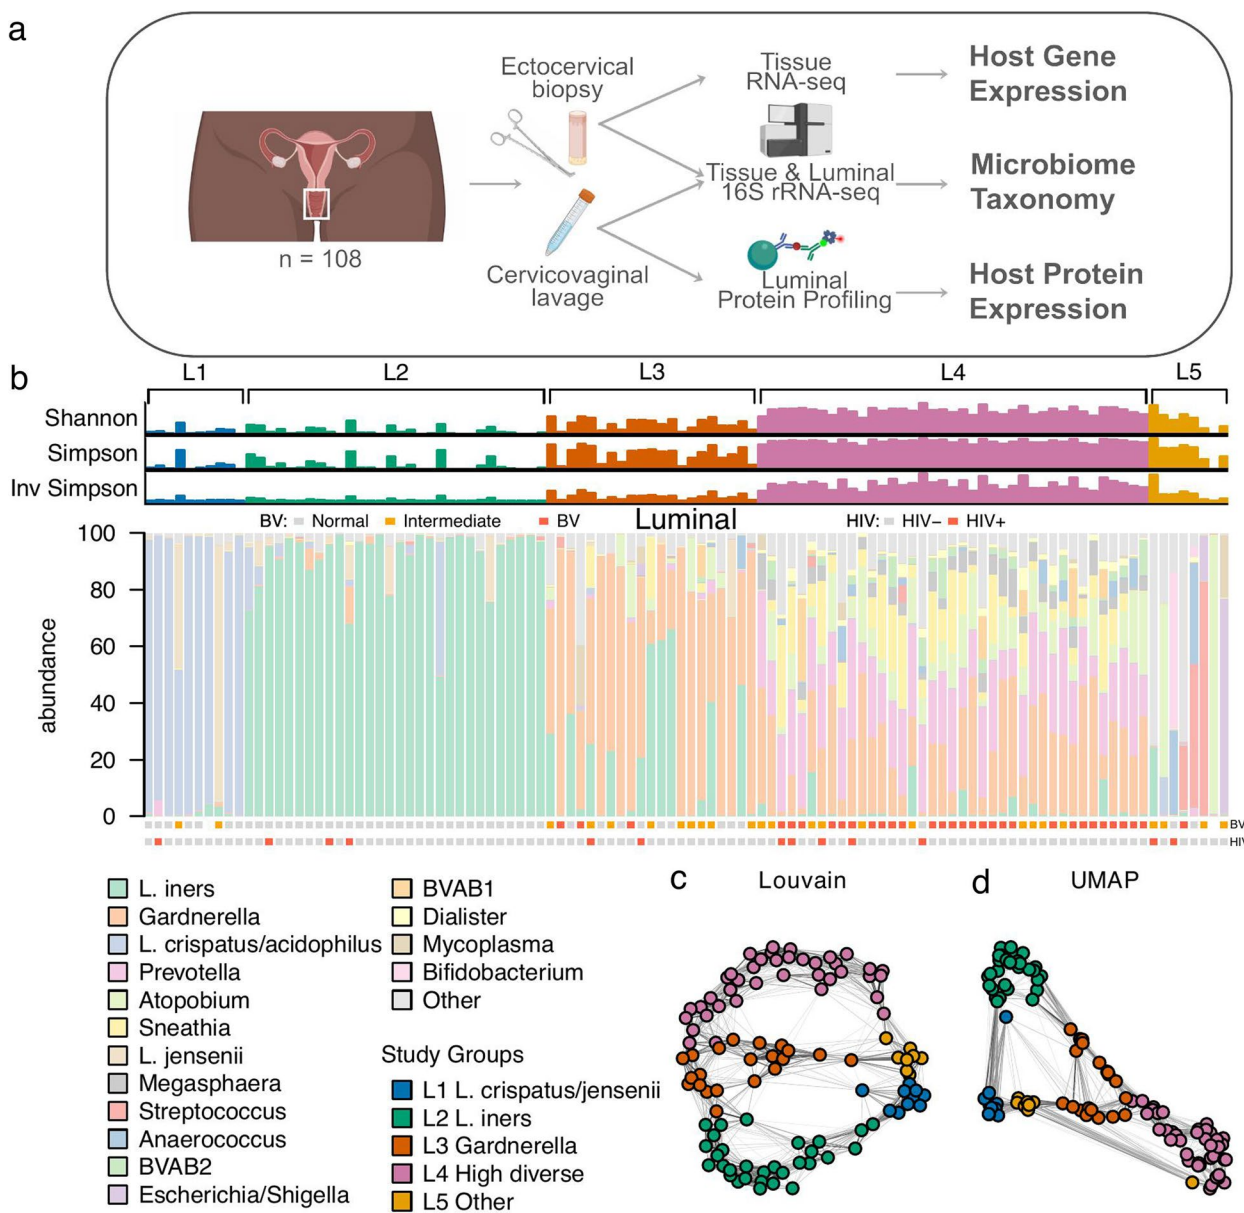 a
Ectocervical
biopsy
Tissue
RNA-seq
Host Gene
Expression
Tissue & Luminal
16S rRNA-seq
Microbiome
Taxonomy
n = 108
Cervicovaginal
lavage
Luminal
Protein Profiling
Host Protein
Expression
b
L1 L2 L3 L4 L5
Shannon
Simpson
Inv Simpson
BV: Normal Intermediate BV
Luminal
HIV: HIV− HIV+
abundance
100
80
60
40
20
0
BV
HIV
L. iners
Gardnerella
L. crispatus/acidophilus
Prevotella
Atopobium
Sneathia
L. jensenii
Megasphaera
Streptococcus
Anaerococcus
BVAB2
Escherichia/Shigella
BVAB1
Dialister
Mycoplasma
Bifidobacterium
Other
Study Groups
L1 L. crispatus/jensenii
L2 L. iners
L3 Gardnerella
L4 High diverse
L5 Other
c
Louvain
d
UMAP